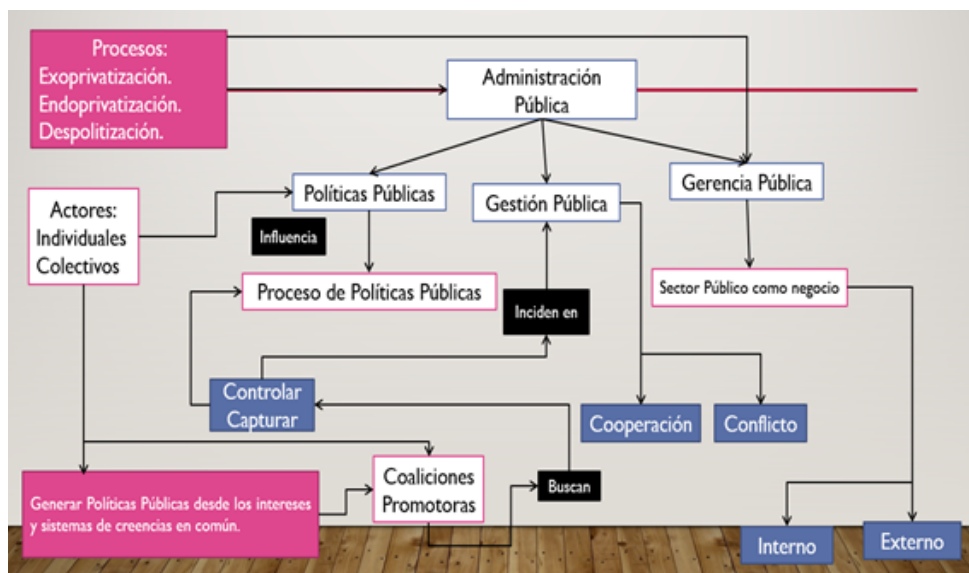 Procesos:
Exoprivatización.
Endoprivatización.
Despolitización.
Administración
Pública
Políticas Públicas
Gestión Pública
Gerencia Pública
Actores:
Individuales
Colectivos
Influencia
Proceso de Políticas Públicas
Inciden en
Sector Público como negocio
Controlar
Capturar
Cooperación
Conflicto
Generar Políticas Públicas desde los intereses
y sistemas de creencias en común.
Coaliciones
Promotoras
Buscan
Interno
Externo